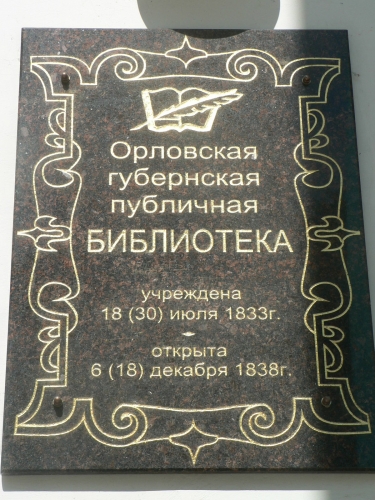 Орловская
губернская
публичная
БИБЛИОТЕКА
учреждена
18 (30) июля 1833г.
открыта
6 (18) декабря 1838г.